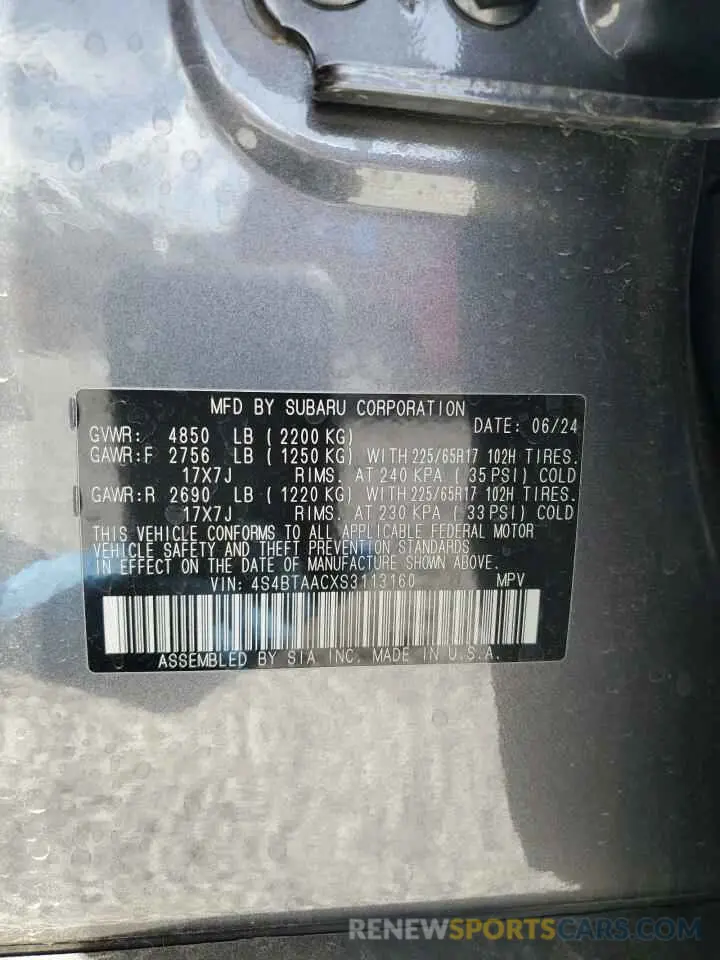 MFD BY SUBARU CORPORATION
DATE: 06/24
GVWR: 4850 LB (2200 KG)
GAWR:F 2756 LB (1250 KG) WITH 225/65R17 102H TIRES.
17X7J RIMS. AT 240 KPA (35 PSI) COLD
GAWR:R 2690 LB (1220 KG) WITH 225/65R17 102H TIRES.
17X7J RIMS. AT 230 KPA (33 PSI) COLD
THIS VEHICLE CONFORMS TO ALL APPLICABLE FEDERAL MOTOR
VEHICLE SAFETY AND THEFT PREVENTION STANDARDS
IN EFFECT ON THE DATE OF MANUFACTURE SHOWN ABOVE.
VIN: 4S4BTAACXS3113160 MPV
ASSEMBLED BY SIA INC. MADE IN U.S.A.
RENEWSPORTSCARS.COM